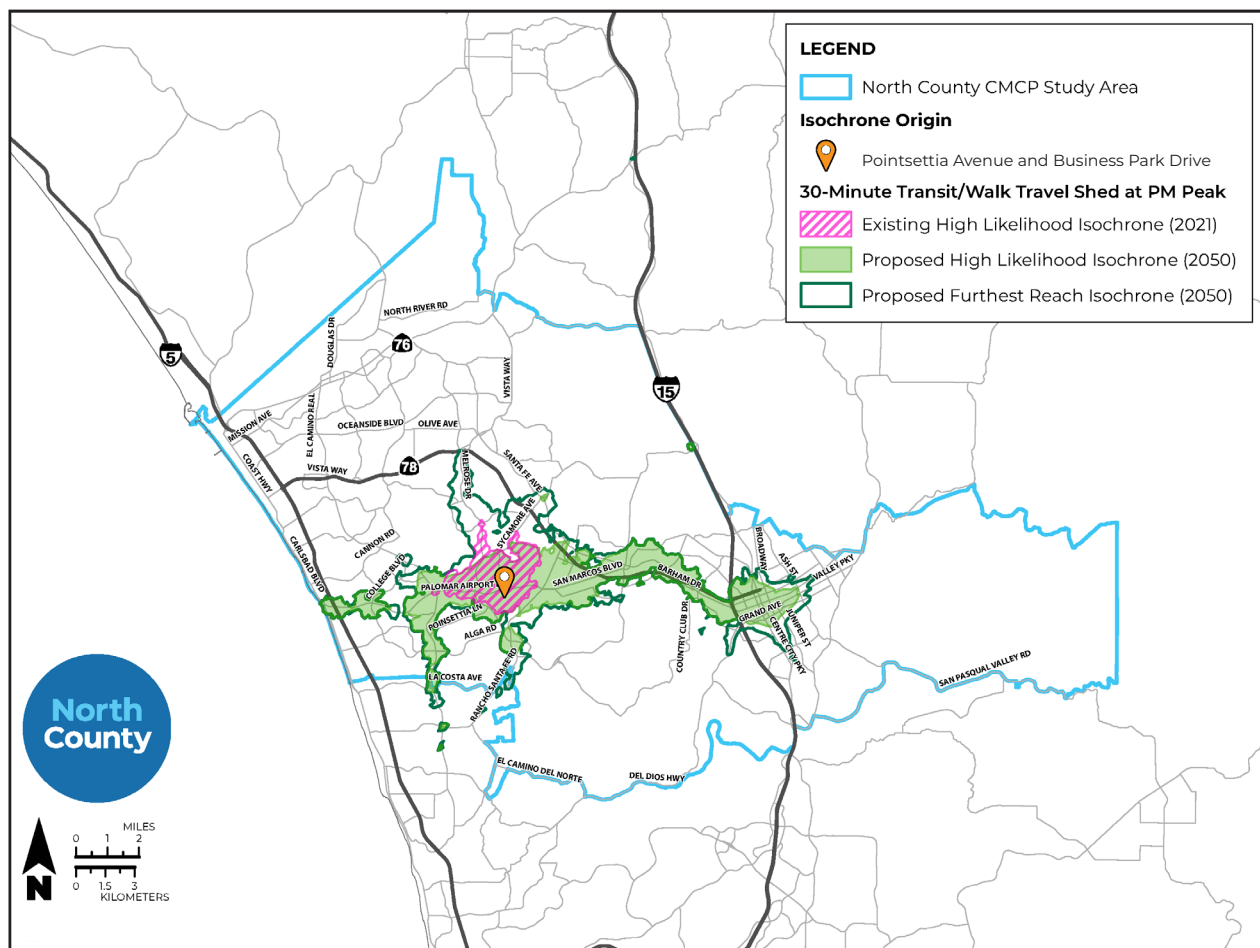 LEGEND
North County CMCP Study Area
Isochrone Origin
Pointsettia Avenue and Business Park Drive
30-Minute Transit/Walk Travel Shed at PM Peak
Existing High Likelihood Isochrone (2021)
Proposed High Likelihood Isochrone (2050)
Proposed Furthest Reach Isochrone (2050)
NORTH RIVER RD
DOUGLAS DR
76
5
VISTA WAY
15
EL CAMINO REAL
MISSION AVE
OCEANSIDE BLVD
OLIVE AVE
COAST HWY
VISTA WAY
78
MELROSE DR
SANTA FE AVE
SYCAMORE AVE
CANNON RD
CARLSBAD BLVD
COLLEGE BLVD
PALOMAR AIRPORT
SAN MARCOS BLVD
BARHAM DR
BROADWAY
ASH ST
VALLEY PKY
POINSETTIA LN
ALGA RD
GRAND AVE
JUNIPER ST
CENTRE CITY PKY
COUNTRY CLUB DR
LA COSTA AVE
RANCHO SANTA FE RD
SAN PASQUAL VALLEY RD
EL CAMINO DEL NORTE
DEL DIOS HWY
North
County
MILES
0 1 2
0 1.5 3
KILOMETERS
N